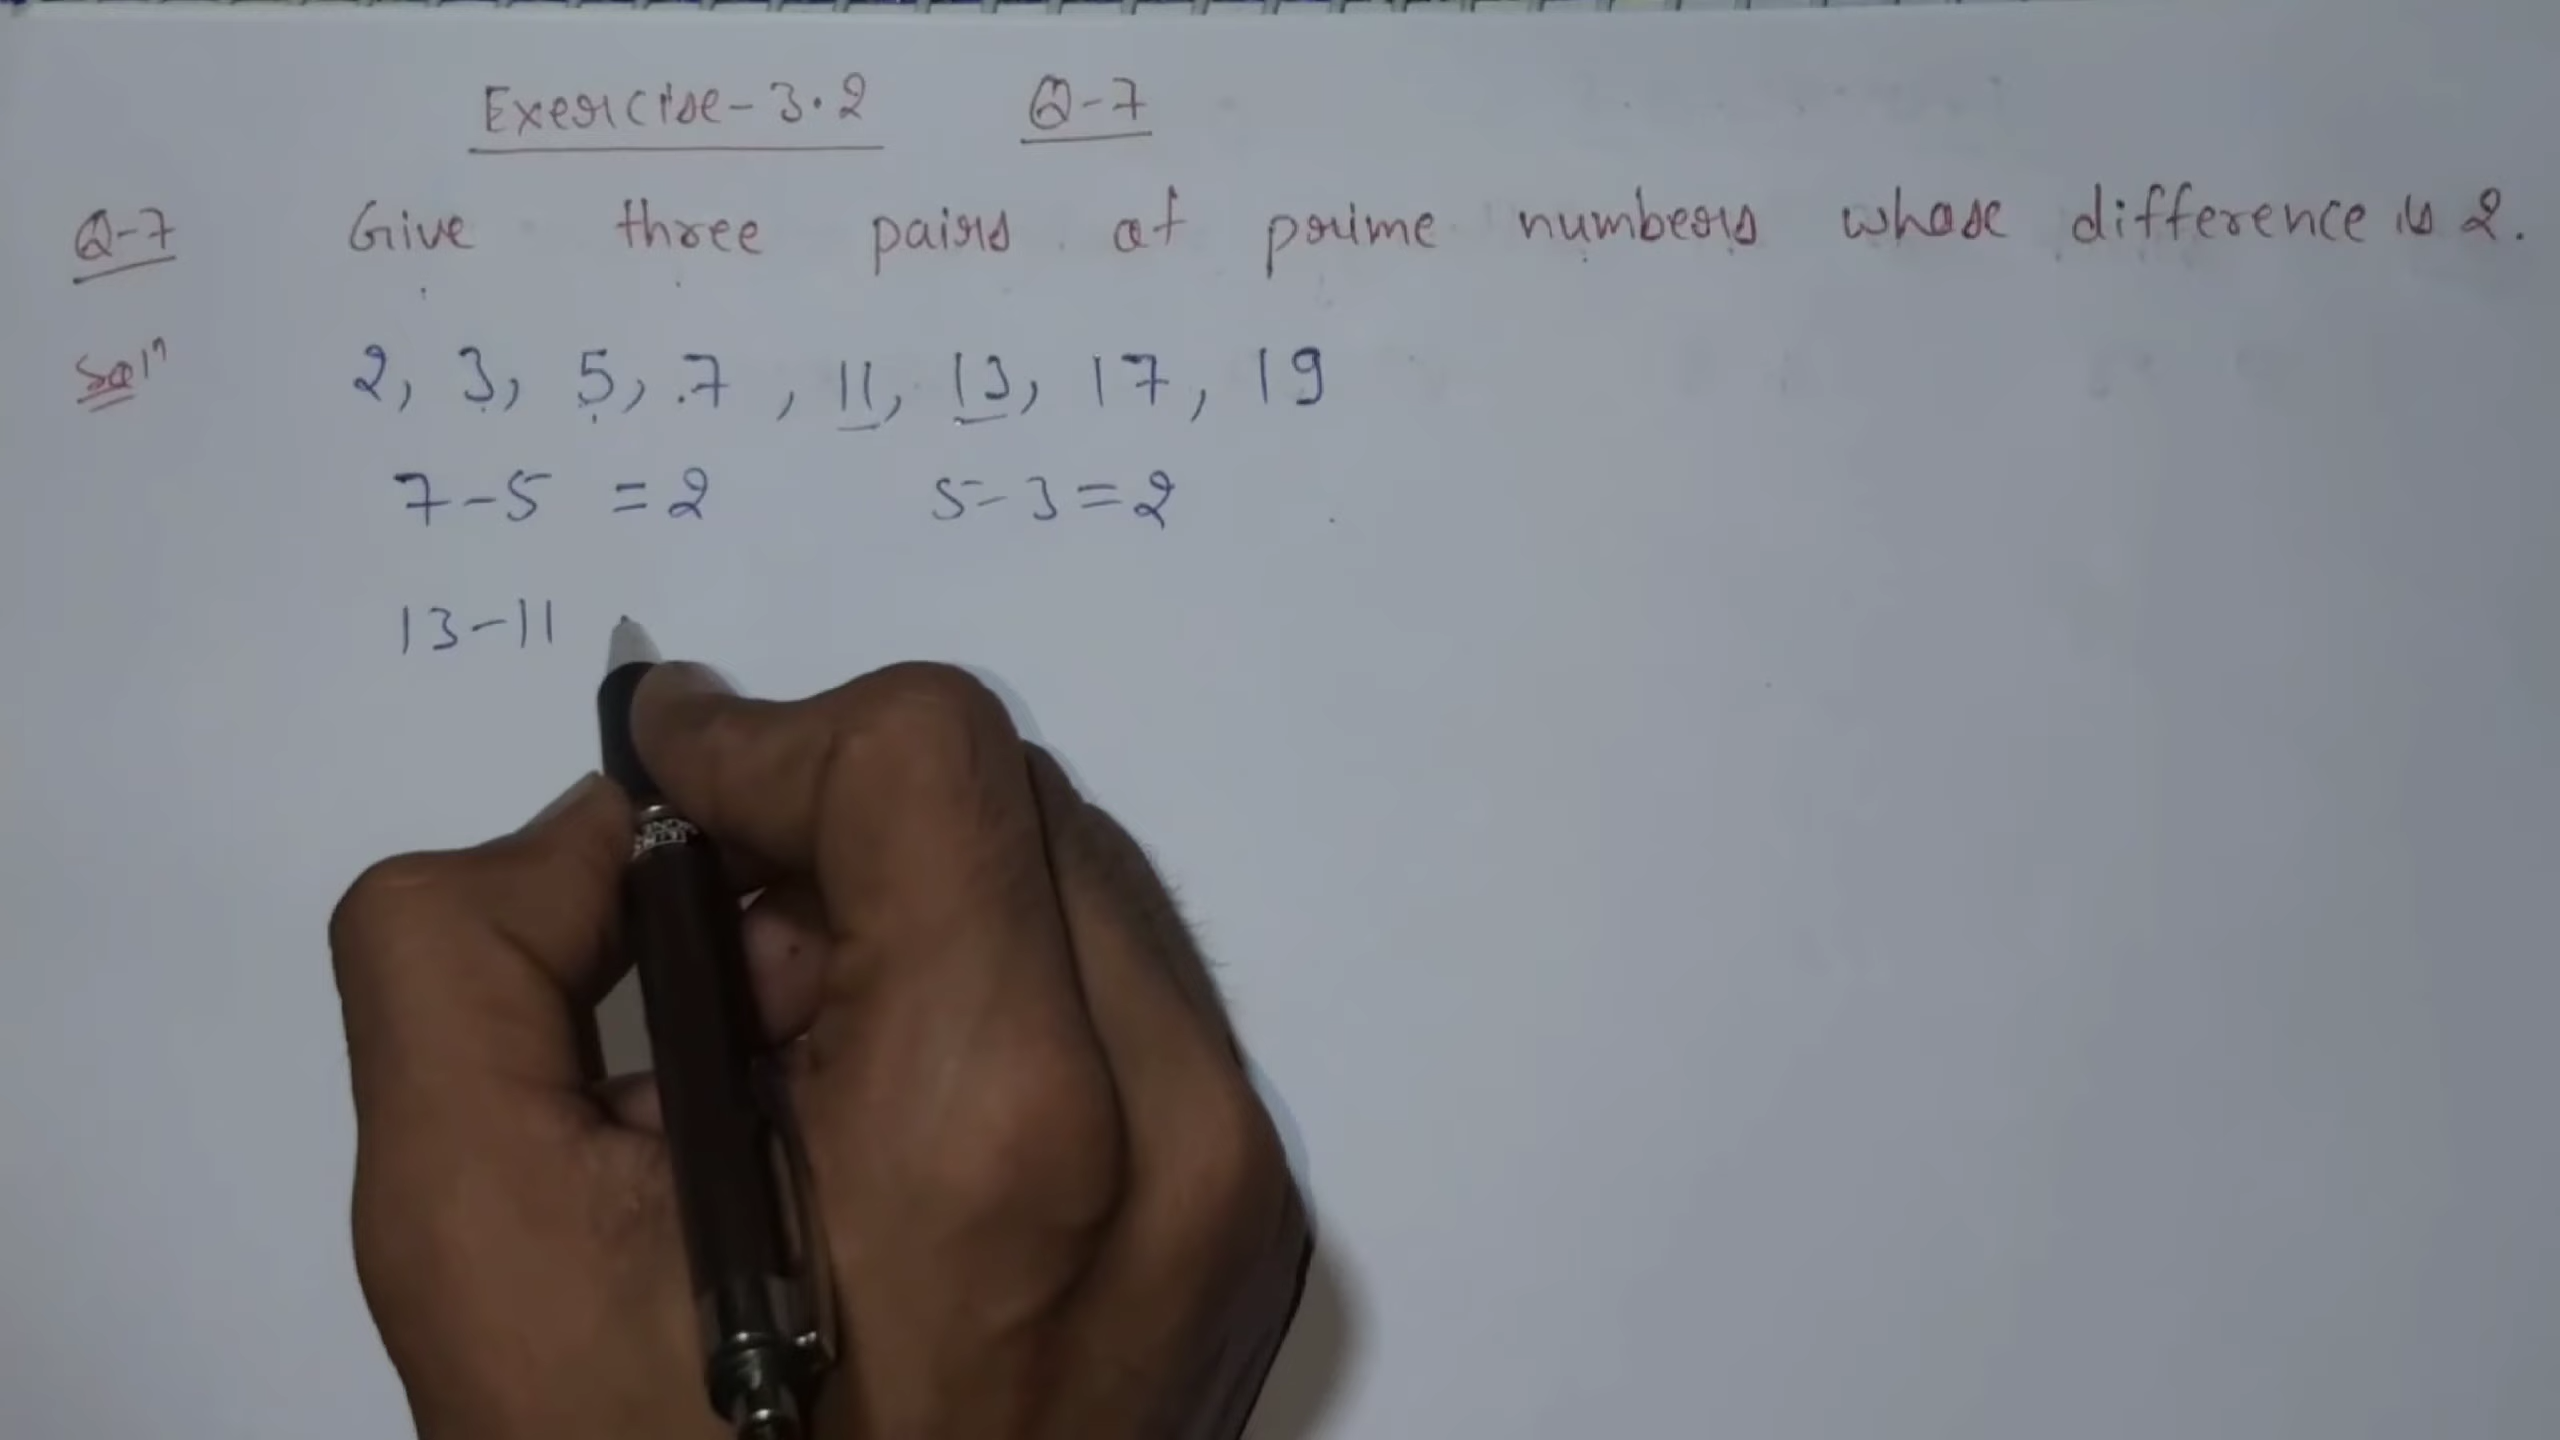 Exercise-3.2 Q-7
Q-7 Give three pairs of prime numbers whose difference is 2.
Solⁿ 2, 3, 5, 7, 11, 13, 17, 19
7-5 = 2 5-3=2
13-11